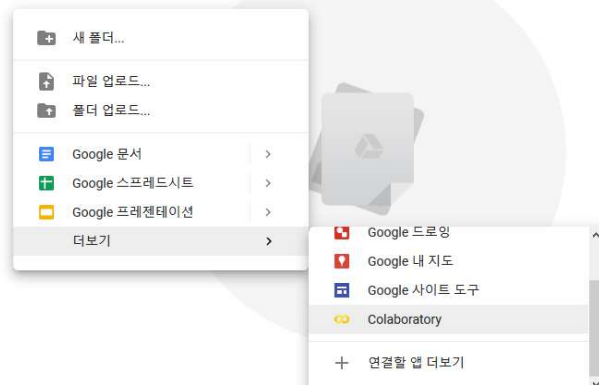 새 폴더...
파일 업로드...
폴더 업로드...
Google 문서
Google 스프레드시트
Google 프레젠테이션
더보기
Google 드로잉
Google 내 지도
Google 사이트 도구
Colaboratory
연결할 앱 더보기